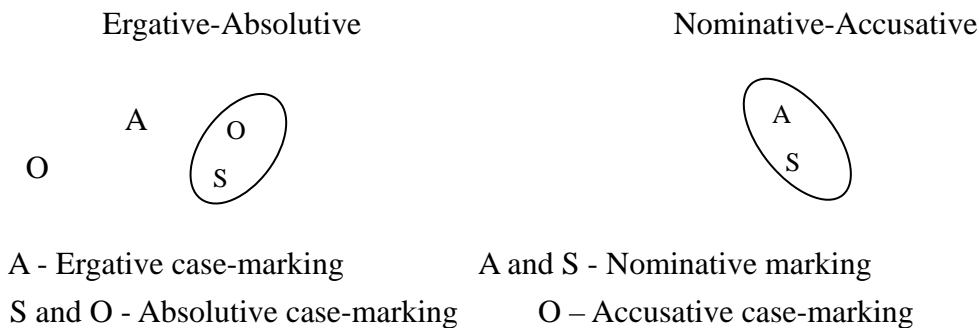 Ergative-Absolutive Nominative-Accusative
A O A
O S S
A - Ergative case-marking A and S - Nominative marking
S and O - Absolutive case-marking O – Accusative case-marking